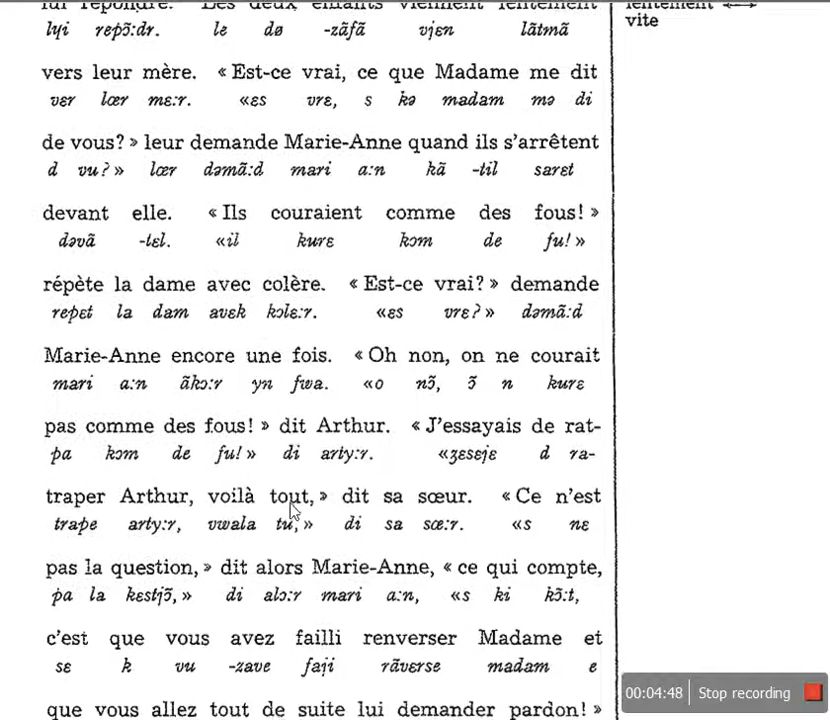 lui répondre. Les deux enfants viennent lentement
lɥi repɔ̃:dr. le dø -zɑ̃fɑ̃ vjɛn lɑ̃tmɑ̃
vers leur mère. « Est-ce vrai, ce que Madame me dit
vɛr lœr mɛ:r. «ɛs vrɛ, s kə madam mə di
de vous? » leur demande Marie-Anne quand ils s'arrêtent
d vu? » lœr dəmɑ̃:d mari a:n kɑ̃ -til sarɛt
devant elle. « Ils couraient comme des fous! »
dəvɑ̃ -tɛl. «il kurɛ kɔm de fu! »
répète la dame avec colère. « Est-ce vrai? » demande
repɛt la dam avɛk kɔlɛ:r. «ɛs vrɛ? » dəmɑ̃:d
Marie-Anne encore une fois. « Oh non, on ne courait
mari a:n ɑ̃kɔ:r yn fwa. «o nɔ̃, ɔ̃ n kurɛ
pas comme des fous! » dit Arthur. « J'essayais de rat-
pɑ kɔm de fu! » di arty:r. «ʒɛsɛjɛ d ra-
traper Arthur, voilà tout, » dit sa sœur. « Ce n'est
trape arty:r, vwala tu, » di sa sœ:r. «s nɛ
pas la question, » dit alors Marie-Anne, « ce qui compte,
pɑ la kɛstjɔ̃, » di alɔ:r mari a:n, «s ki kɔ̃:t,
c'est que vous avez failli renverser Madame et
sɛ k vu -zave faji rɑ̃vɛrse madam e
que vous allez tout de suite lui demander pardon! »
lentement ↔
vite
00:04:48 Stop recording